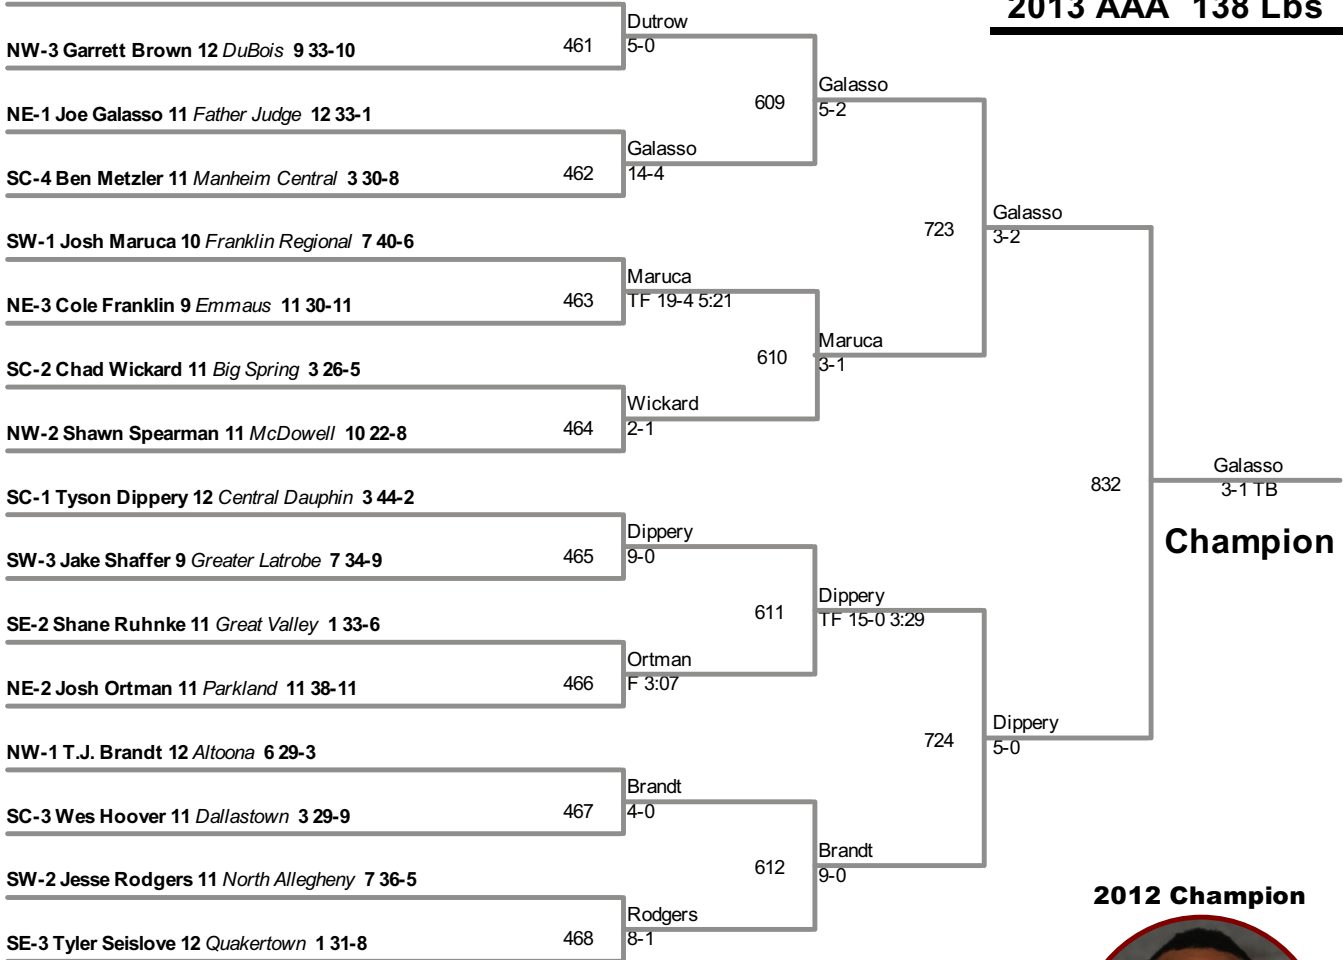 2013 AAA 138 Lbs
Dutrow
NW-3 Garrett Brown 12 DuBois 9 33-10
461
5-0
Galasso
609
5-2
NE-1 Joe Galasso 11 Father Judge 12 33-1
Galasso
SC-4 Ben Metzler 11 Manheim Central 3 30-8
462
14-4
Galasso
723
3-2
SW-1 Josh Maruca 10 Franklin Regional 7 40-6
Maruca
NE-3 Cole Franklin 9 Emmaus 11 30-11
463
TF 19-4 5:21
Maruca
610
3-1
SC-2 Chad Wickard 11 Big Spring 3 26-5
Wickard
NW-2 Shawn Spearman 11 McDowell 10 22-8
464
2-1
Galasso
832
3-1 TB
Champion
SC-1 Tyson Dippery 12 Central Dauphin 3 44-2
Dippery
SW-3 Jake Shaffer 9 Greater Latrobe 7 34-9
465
9-0
Dippery
611
TF 15-0 3:29
SE-2 Shane Ruhnke 11 Great Valley 1 33-6
Ortman
NE-2 Josh Ortman 11 Parkland 11 38-11
466
F 3:07
Dippery
724
5-0
NW-1 T.J. Brandt 12 Altoona 6 29-3
Brandt
SC-3 Wes Hoover 11 Dallastown 3 29-9
467
4-0
Brandt
612
9-0
SW-2 Jesse Rodgers 11 North Allegheny 7 36-5
Rodgers
SE-3 Tyler Seislove 12 Quakertown 1 31-8
468
8-1
2012 Champion